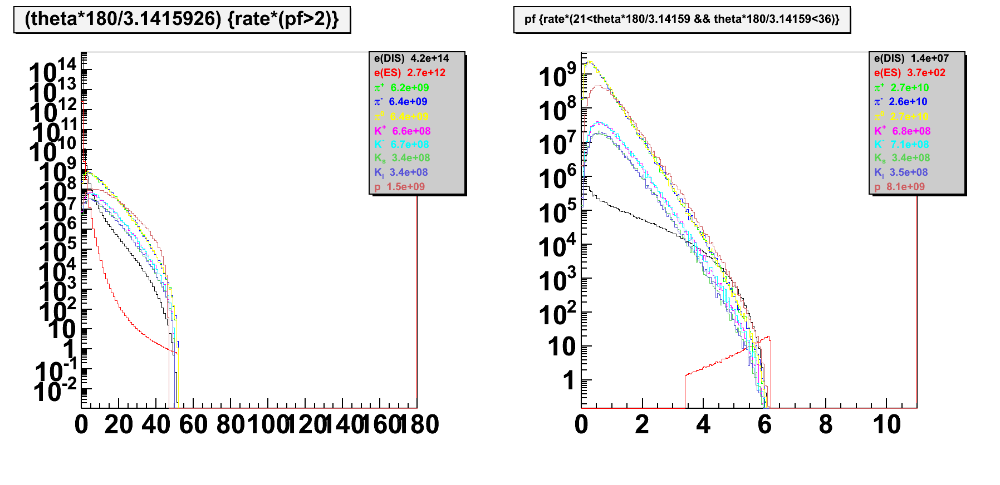 (theta*180/3.1415926) {rate*(pf>2)}
e(DIS) 4.2e+14
e(ES) 2.7e+12
π+ 6.2e+09
π- 6.4e+09
π0 6.4e+09
K+ 6.6e+08
K- 6.7e+08
Ks 3.4e+08
Kl 3.4e+08
p 1.5e+09
10^14
10^13
10^12
10^11
10^10
10^9
10^8
10^7
10^6
10^5
10^4
10^3
10^2
10
1
10^-1
10^-2
0 20 40 60 80 100 120 140 160 180
pf {rate*(21<theta*180/3.14159 && theta*180/3.14159<36)}
e(DIS) 1.4e+07
e(ES) 3.7e+02
π+ 2.7e+10
π- 2.6e+10
π0 2.7e+10
K+ 6.8e+08
K- 7.1e+08
Ks 3.4e+08
Kl 3.5e+08
p 8.1e+09
10^9
10^8
10^7
10^6
10^5
10^4
10^3
10^2
10
1
0 2 4 6 8 10